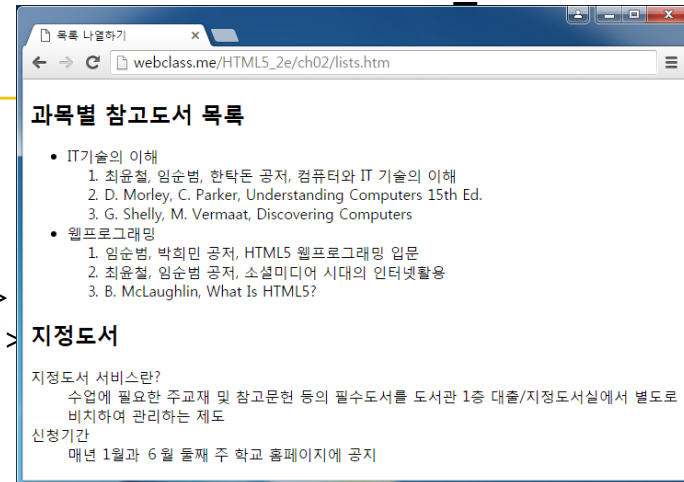 목록 나열하기
webclass.me/HTML5_2e/ch02/lists.htm
과목별 참고도서 목록
• IT기술의 이해
1. 최윤철, 임순범, 한탁돈 공저, 컴퓨터와 IT 기술의 이해
2. D. Morley, C. Parker, Understanding Computers 15th Ed.
3. G. Shelly, M. Vermaat, Discovering Computers
• 웹프로그래밍
1. 임순범, 박희민 공저, HTML5 웹프로그래밍 입문
2. 최윤철, 임순범 공저, 소셜미디어 시대의 인터넷활용
3. B. McLaughlin, What Is HTML5?
>
> 지정도서
지정도서 서비스란?
수업에 필요한 주교재 및 참고문헌 등의 필수도서를 도서관 1층 대출/지정도서실에서 별도로
비치하여 관리하는 제도
신청기간
매년 1월과 6월 둘째 주 학교 홈페이지에 공지